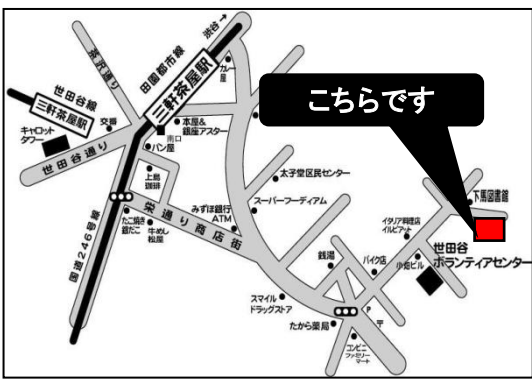 渋谷→
田園都市線
三軒茶屋駅
茶沢通り
世田谷線
三軒茶屋駅
キャロット
タワー
交番
世田谷通り
カレー
屋
本屋&
銀座アスター
南口
パン屋
上島
珈琲
たこ焼き
銀だこ
牛めし
松屋
国道246号線
栄通り商店街
みずほ銀行
ATM
太子堂区民センター
スーパーフーディアム
こちらです
下馬図書館
イタリア料理店
イルピアット
世田谷
ボランティアセンター
小畑ビル
バイク店
銭湯
スマイル
ドラッグストア
たから薬局
P
〒
コンビニ
ファミリー
マート